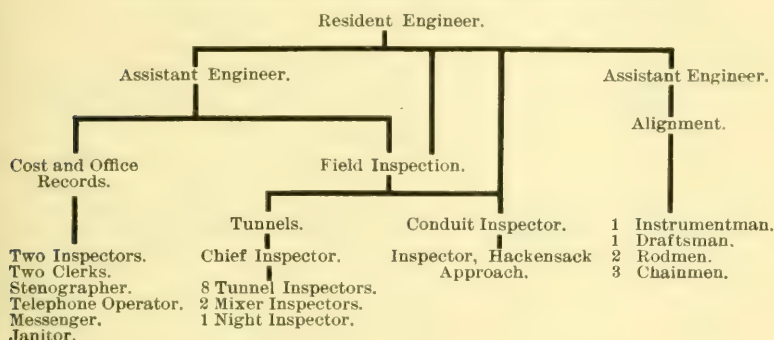 Resident Engineer.
Assistant Engineer.
Assistant Engineer.
Alignment.
Cost and Office
Records.
Field Inspection.
Tunnels.
Conduit Inspector.
Chief Inspector.
Inspector, Hackensack
Approach.
Two Inspectors.
Two Clerks.
Stenographer.
Telephone Operator.
Messenger.
Janitor.
8 Tunnel Inspectors.
2 Mixer Inspectors.
1 Night Inspector.
1 Instrumentman.
1 Draftsman.
2 Rodmen.
3 Chainmen.